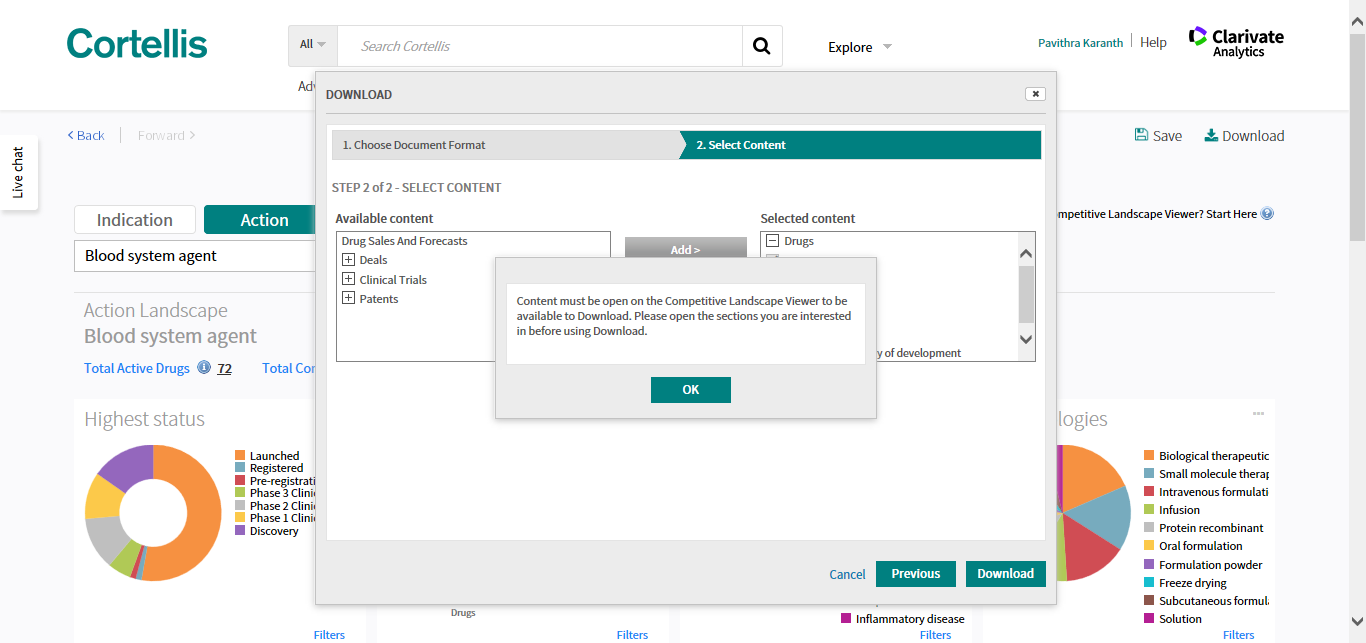 Cortellis
All
Search Cortellis
Explore
Pavithra Karanth
Help
Clarivate
Analytics
DOWNLOAD
< Back
Forward >
Save
Download
Live chat
1. Choose Document Format
2. Select Content
STEP 2 of 2 - SELECT CONTENT
Indication
Action
Available content
Selected content
Landscape Viewer? Start Here
Blood system agent
Drug Sales And Forecasts
Deals
Clinical Trials
Patents
Add >
Drugs
y of development
Content must be open on the Competitive Landscape Viewer to be
available to Download. Please open the sections you are interested
in before using Download.
OK
Action Landscape
Blood system agent
Total Active Drugs
72
Total Cor
Highest status
Launched
Registered
Pre-registrati
Phase 3 Clini
Phase 2 Clini
Phase 1 Clini
Discovery
logies
Biological therapeutic
Small molecule therap
Intravenous formulati
Infusion
Protein recombinant
Oral formulation
Formulation powder
Freeze drying
Subcutaneous formul
Solution
Cancel
Previous
Download
Drugs
Inflammatory disease
Filters
Filters
Filters
Filters